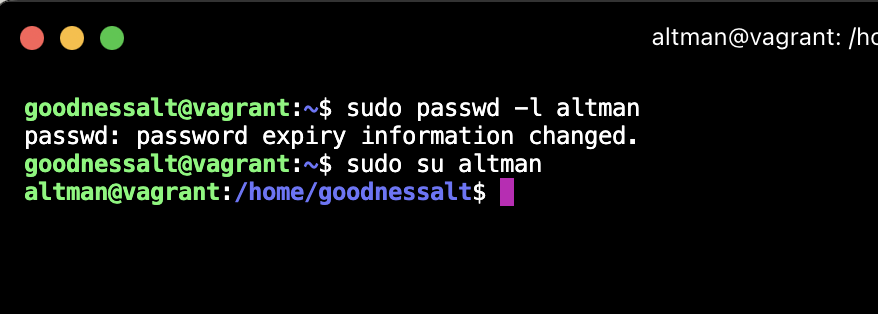 altman@vagrant: /ho
goodnessalt@vagrant:~$ sudo passwd -l altman
passwd: password expiry information changed.
goodnessalt@vagrant:~$ sudo su altman
altman@vagrant:/home/goodnessalt$